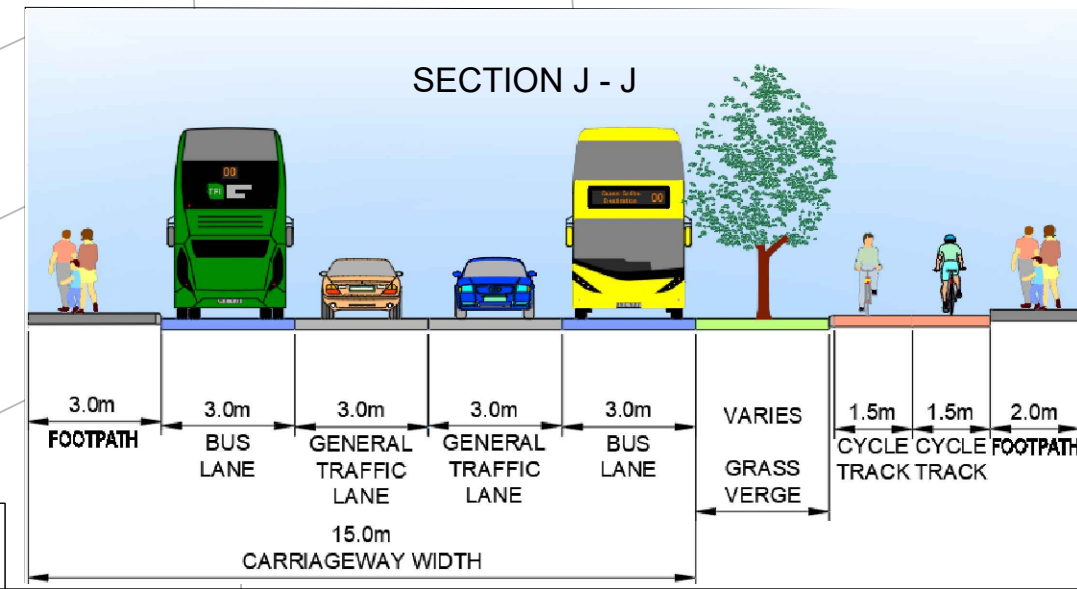 SECTION J - J
00
TFI
00
3.0m
FOOTPATH
3.0m
BUS
LANE
3.0m
GENERAL
TRAFFIC
LANE
3.0m
GENERAL
TRAFFIC
LANE
3.0m
BUS
LANE
VARIES
GRASS
VERGE
1.5m
CYCLE
TRACK
1.5m
CYCLE
TRACK
2.0m
FOOTPATH
15.0m
CARRIAGEWAY WIDTH